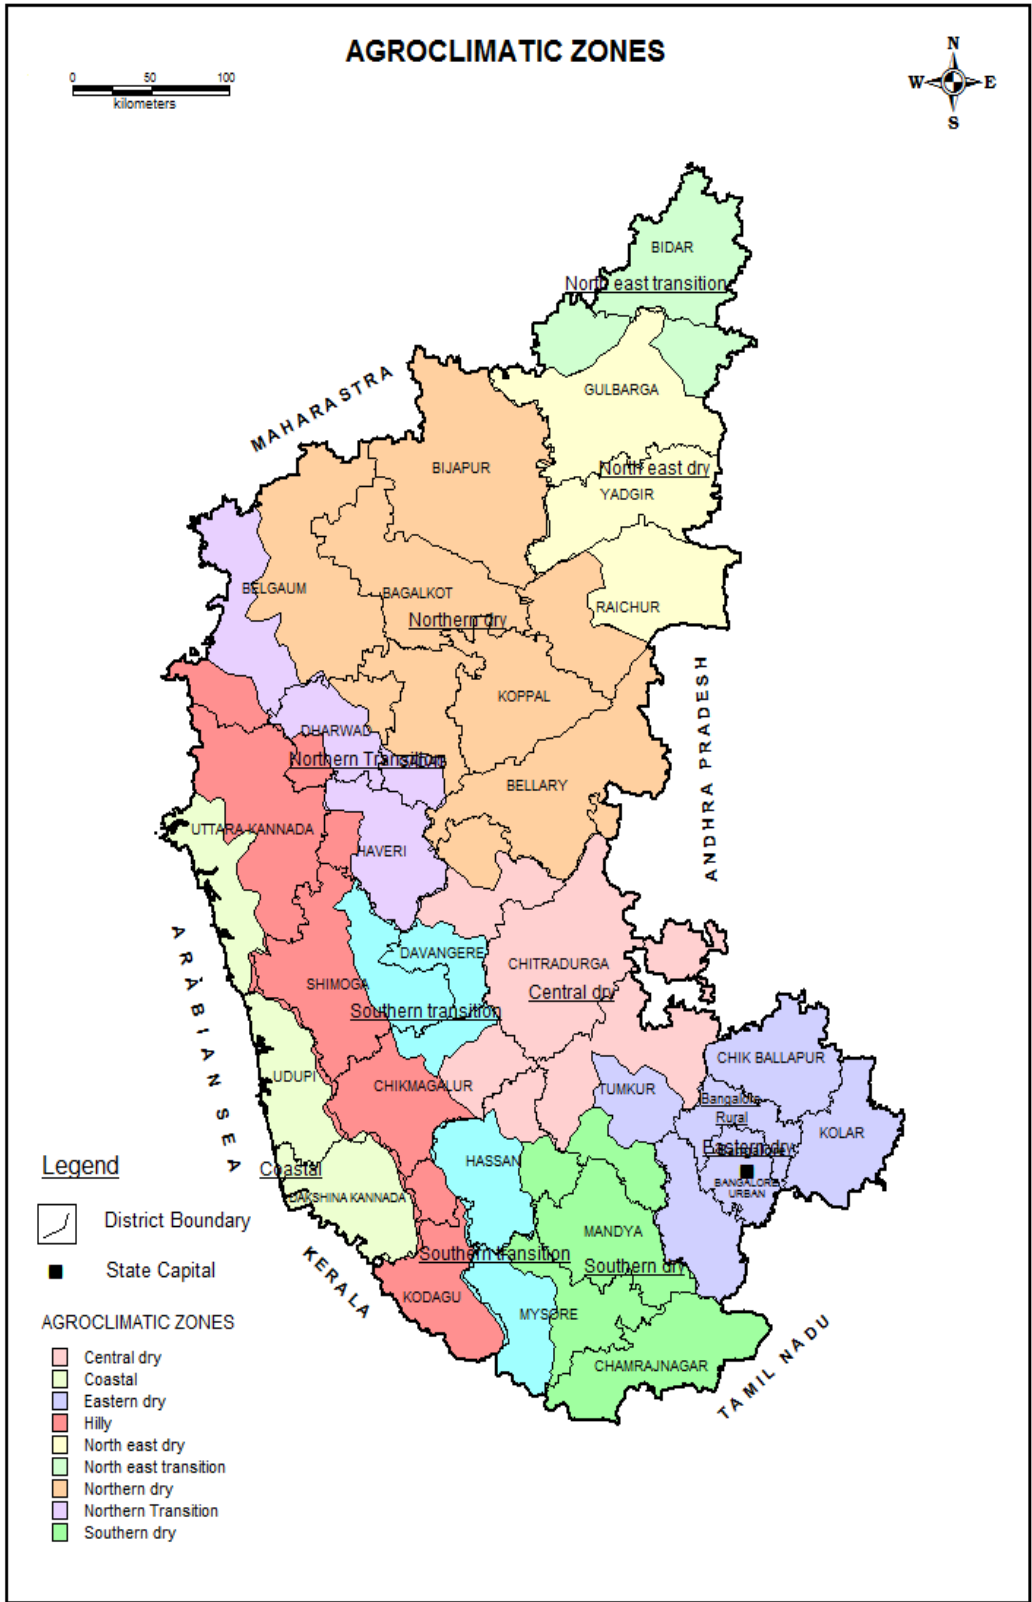 AGROCLIMATIC ZONES
0 50 100
kilometers
N
W E
S
BIDAR
North east transition
MAHARASTRA
GULBARGA
BIJAPUR
North east dry
YADGIR
BELGAUM
BAGALKOT
RAICHUR
Northern dry
ANDHRA PRADESH
KOPPAL
DHARWAD
Northern Transition
BELLARY
UTTARA KANNADA
HAVERI
ARABIAN SEA
DAVANGERE
CHITRADURGA
SHIMOGA
Central dry
Southern transition
CHIK BALLAPUR
UDUPI
CHIKMAGALUR
TUMKUR
Bangalore
Rural
KOLAR
Eastern dry
Bangalore
HASSAN
Coastal
BANGALORE
URBAN
DAKSHINA KANNADA
MANDYA
Southern transition
Southern dry
KERALA
KODAGU
MYSORE
CHAMRAJNAGAR
TAMIL NADU
Legend
District Boundary
State Capital
AGROCLIMATIC ZONES
Central dry
Coastal
Eastern dry
Hilly
North east dry
North east transition
Northern dry
Northern Transition
Southern dry